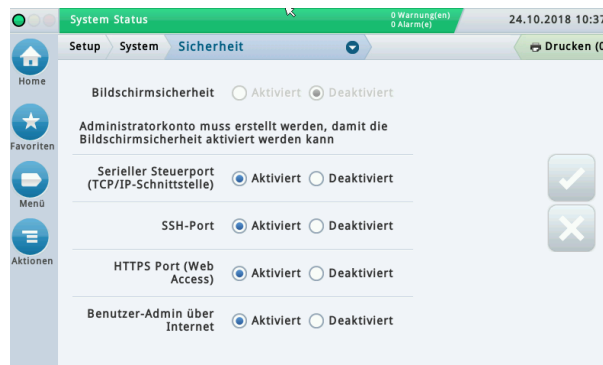 System Status
0 Warnung(en)
0 Alarm(e)
24.10.2018 10:37
Setup System Sicherheit
Drucken (0
Home
Favoriten
Menü
Aktionen
Bildschirmsicherheit Aktiviert Deaktiviert
Administratorkonto muss erstellt werden, damit die
Bildschirmsicherheit aktiviert werden kann
Serieller Steuerport
(TCP/IP-Schnittstelle) Aktiviert Deaktiviert
SSH-Port Aktiviert Deaktiviert
HTTPS Port (Web
Access) Aktiviert Deaktiviert
Benutzer-Admin über
Internet Aktiviert Deaktiviert